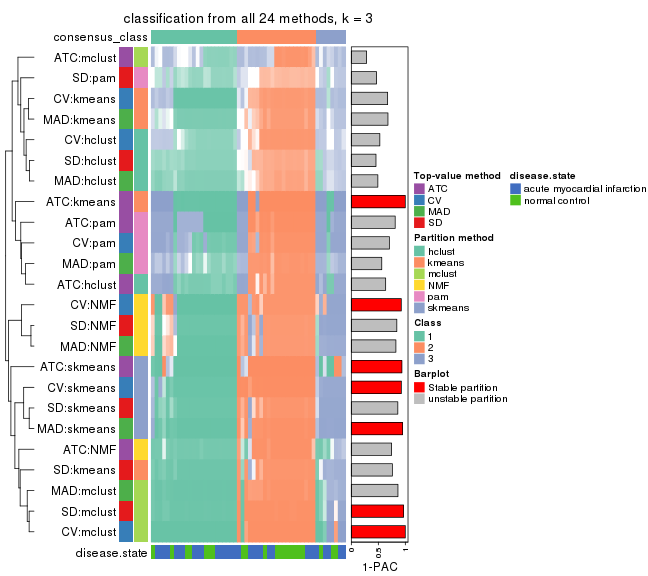 classification from all 24 methods, k = 3
consensus_class
ATC:mclust
SD:pam
CV:kmeans
MAD:kmeans
CV:hclust
SD:hclust
MAD:hclust
ATC:kmeans
ATC:pam
CV:pam
MAD:pam
ATC:hclust
CV:NMF
SD:NMF
MAD:NMF
ATC:skmeans
CV:skmeans
SD:skmeans
MAD:skmeans
ATC:NMF
SD:kmeans
MAD:mclust
SD:mclust
CV:mclust
disease.state
0 0.5 1
1-PAC
Top-value method
ATC
CV
MAD
SD
Partition method
hclust
kmeans
mclust
NMF
pam
skmeans
Class
1
2
3
Barplot
Stable partition
unstable partition
disease.state
acute myocardial infarction
normal control